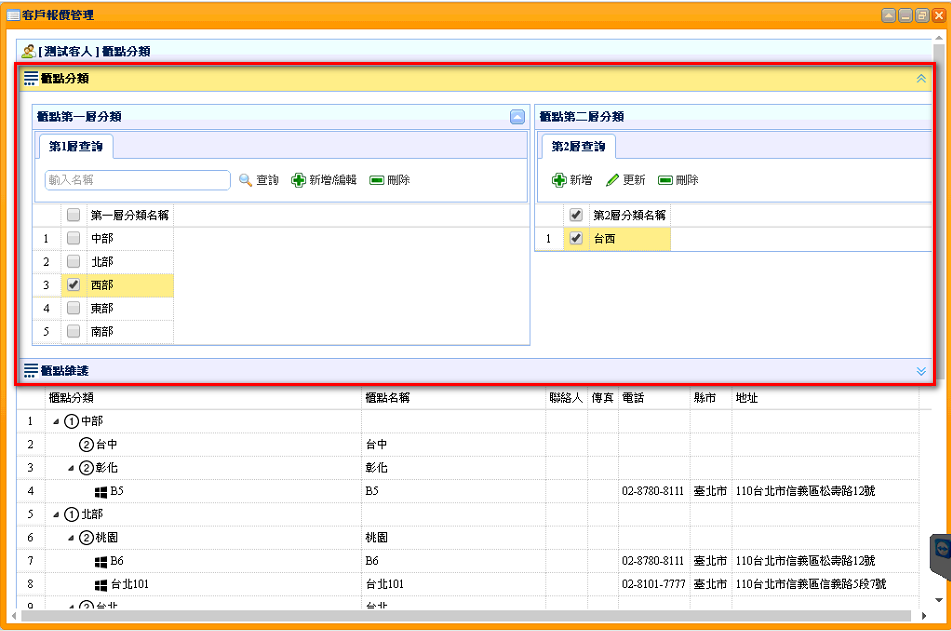 客戶報價管理
[ 測試客人 ] 櫃點分類
櫃點分類
櫃點第一層分類
第1層查詢
輸入名稱 查詢 新增/編輯 刪除
第一層分類名稱
1 中部
2 北部
3 西部
4 東部
5 南部
櫃點第二層分類
第2層查詢
新增 更新 刪除
第2層分類名稱
1 台西
櫃點維護
櫃點分類 櫃點名稱 聯絡人 傳真 電話 縣市 地址
1 ①中部
2 ②台中 台中
3 ②彰化 彰化
4 B5 B5 02-8780-8111 臺北市 110台北市信義區松壽路12號
5 ①北部
6 ②桃園 桃園
7 B6 B6 02-8780-8111 臺北市 110台北市信義區松壽路12號
8 台北101 台北101 02-8101-7777 臺北市 110台北市信義區信義路5段7號
9 ②台北 台北